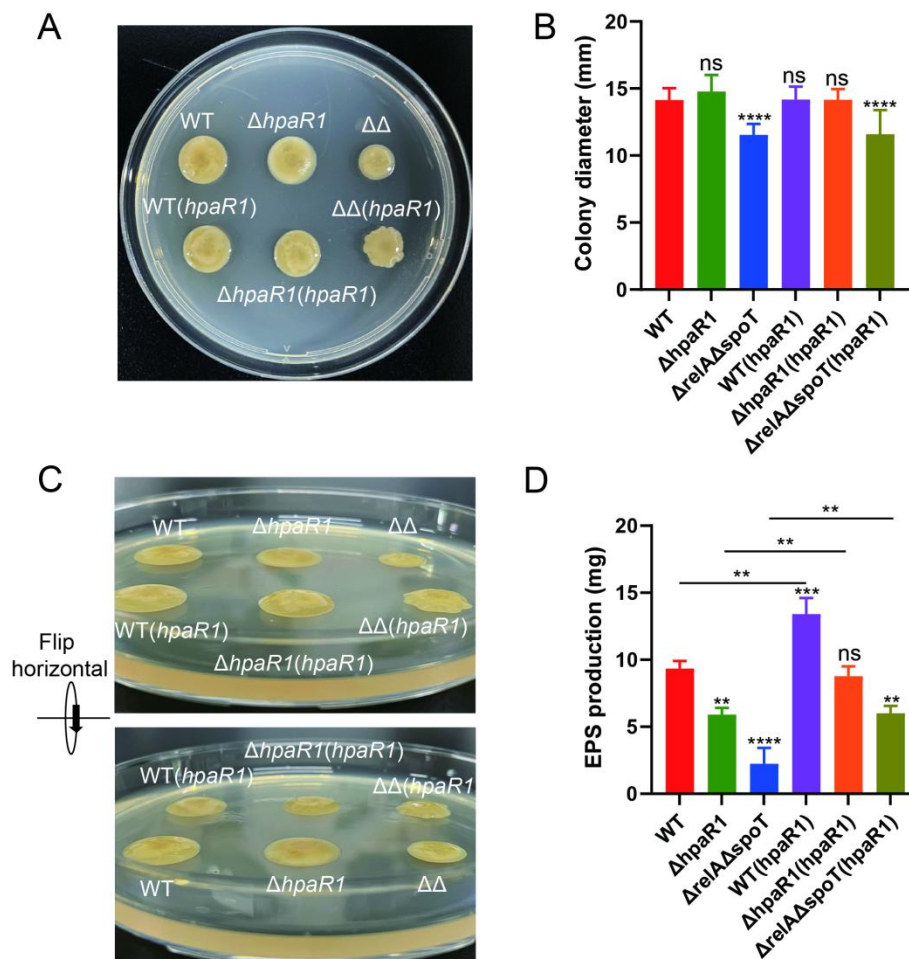 A
WT
ΔhpaR1
ΔΔ
WT(hpaR1)
ΔΔ(hpaR1)
ΔhpaR1(hpaR1)
B
Colony diameter (mm)
20
15
10
5
0
ns
****
ns
ns
****
WT
ΔhpaR1
ΔrelAΔspoT
WT(hpaR1)
ΔhpaR1(hpaR1)
ΔrelAΔspoT(hpaR1)
C
Flip
horizontal
WT
ΔhpaR1
ΔΔ
WT(hpaR1)
ΔΔ(hpaR1)
ΔhpaR1(hpaR1)
ΔhpaR1(hpaR1)
WT(hpaR1)
ΔΔ(hpaR1
WT
ΔhpaR1
ΔΔ
D
EPS production (mg)
20
15
10
5
0
**
**
**
**
****
***
ns
**
WT
ΔhpaR1
ΔrelAΔspoT
WT(hpaR1)
ΔhpaR1(hpaR1)
ΔrelAΔspoT(hpaR1)